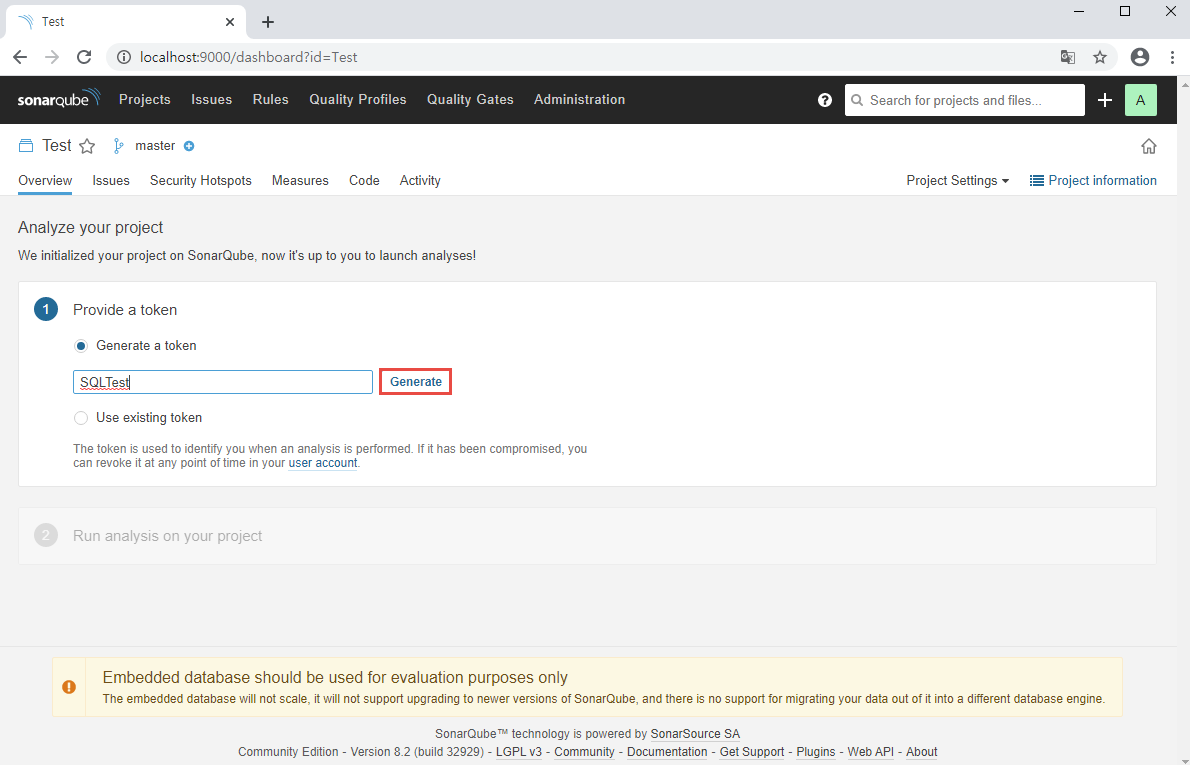 Test
localhost:9000/dashboard?id=Test
sonarqube Projects Issues Rules Quality Profiles Quality Gates Administration ? Search for projects and files... A
Test master
Overview Issues Security Hotspots Measures Code Activity Project Settings Project information
Analyze your project
We initialized your project on SonarQube, now it's up to you to launch analyses!
1 Provide a token
Generate a token
SQLTest Generate
Use existing token
The token is used to identify you when an analysis is performed. If it has been compromised, you
can revoke it at any point of time in your user account.
2 Run analysis on your project
Embedded database should be used for evaluation purposes only
The embedded database will not scale, it will not support upgrading to newer versions of SonarQube, and there is no support for migrating your data out of it into a different database engine.
SonarQube™ technology is powered by SonarSource SA
Community Edition - Version 8.2 (build 32929) - LGPL v3 - Community - Documentation - Get Support - Plugins - Web API - About